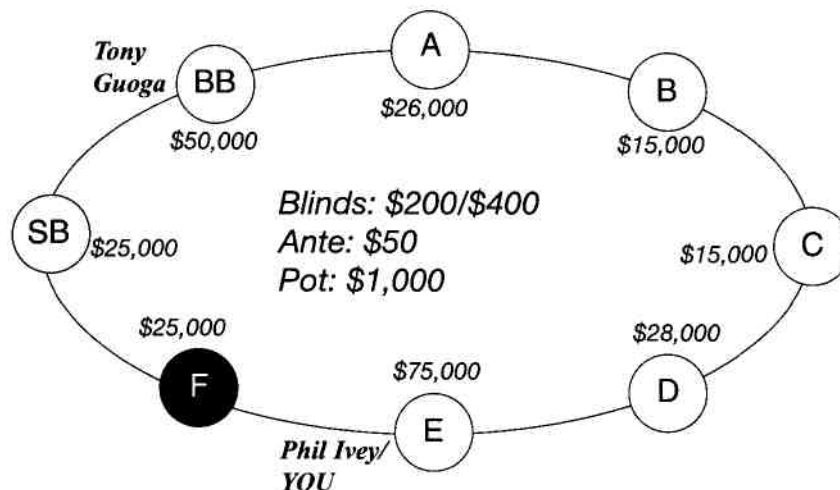 Tony
Guoga
BB
$50,000
A
$26,000
B
$15,000
SB
$25,000
Blinds: $200/$400
Ante: $50
Pot: $1,000
$15,000
C
$25,000
F
$75,000
E
Phil Ivey/
YOU
$28,000
D